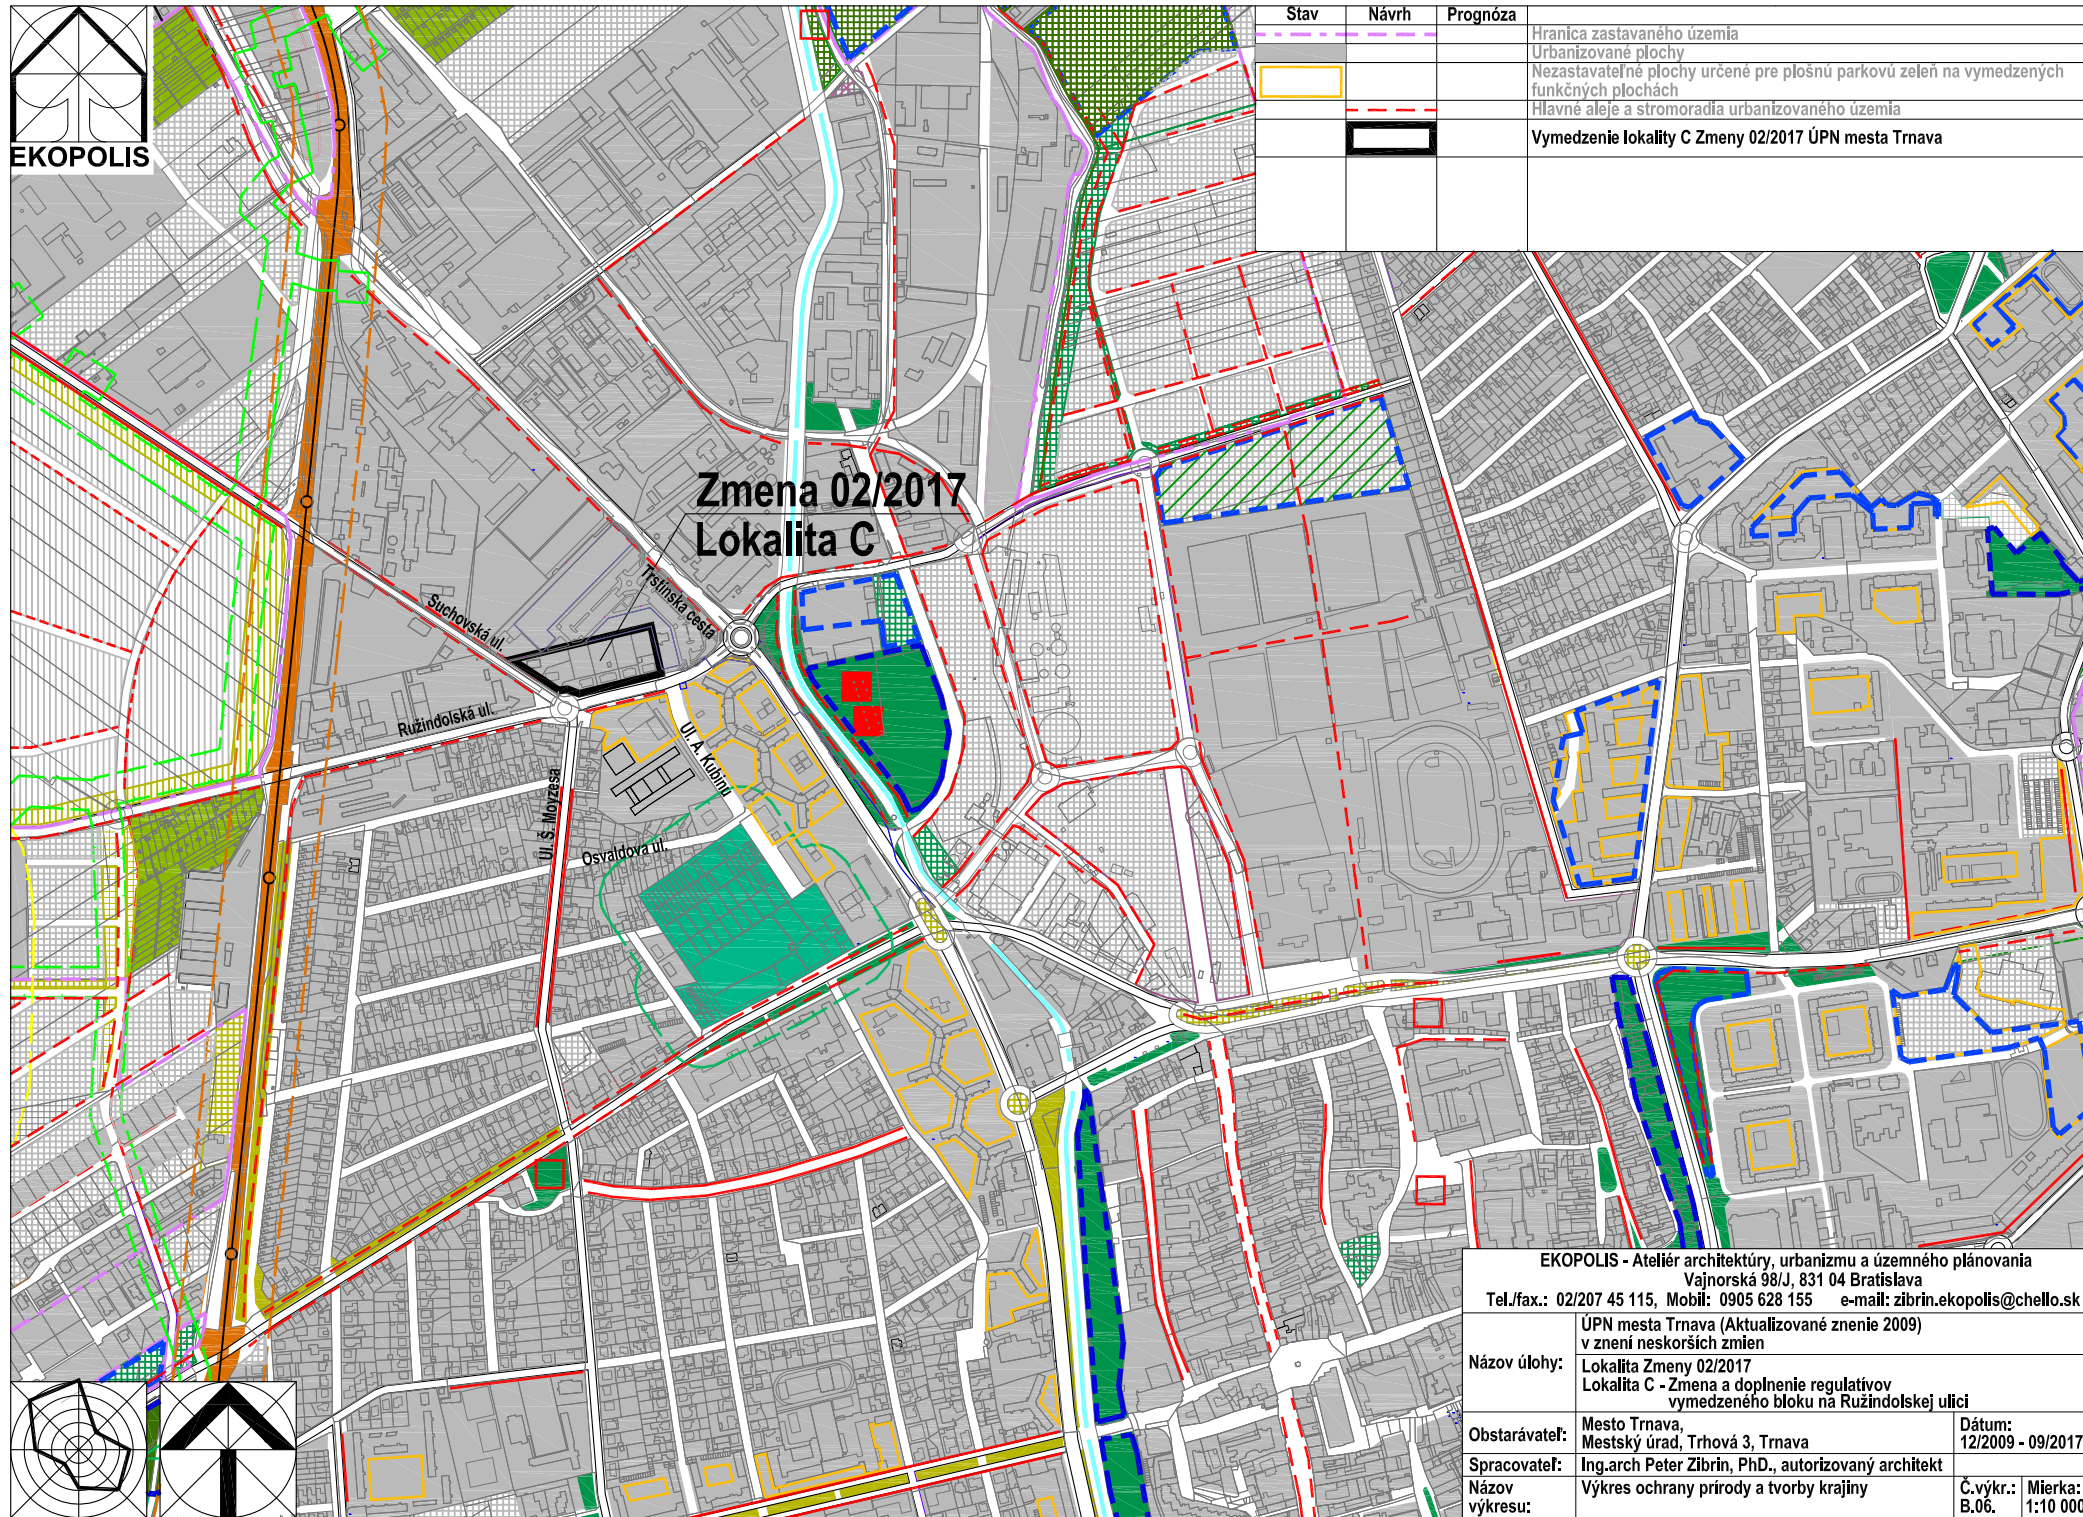 EKOPOLIS
Stav Návrh Prognóza
Hranica zastavaného územia
Urbanizované plochy
Nezastavateľné plochy určené pre plošnú parkovú zeleň na vymedzených
funkčných plochách
Hlavné aleje a stromoradia urbanizovaného územia
Vymedzenie lokality C Zmeny 02/2017 ÚPN mesta Trnava
Zmena 02/2017
Lokalita C
Trstínska cesta
Suchovská ul.
Ružindolská ul.
Ul. A. Kubinu
Ul. Š. Moyzesa
Osvaldova ul.
EKOPOLIS - Ateliér architektúry, urbanizmu a územného plánovania
Vajnorská 98/J, 831 04 Bratislava
Tel./fax.: 02/207 45 115, Mobil: 0905 628 155 e-mail: zibrin.ekopolis@chello.sk
Názov úlohy:
ÚPN mesta Trnava (Aktualizované znenie 2009)
v znení neskorších zmien
Lokalita Zmeny 02/2017
Lokalita C - Zmena a doplnenie regulatívov
vymedzeného bloku na Ružindolskej ulici
Obstarávateľ:
Mesto Trnava,
Mestský úrad, Trhová 3, Trnava
Dátum:
12/2009 - 09/2017
Spracovateľ: Ing.arch Peter Zibrin, PhD., autorizovaný architekt
Názov
výkresu:
Výkres ochrany prírody a tvorby krajiny
Č.výkr.:
B.06.
Mierka:
1:10 000